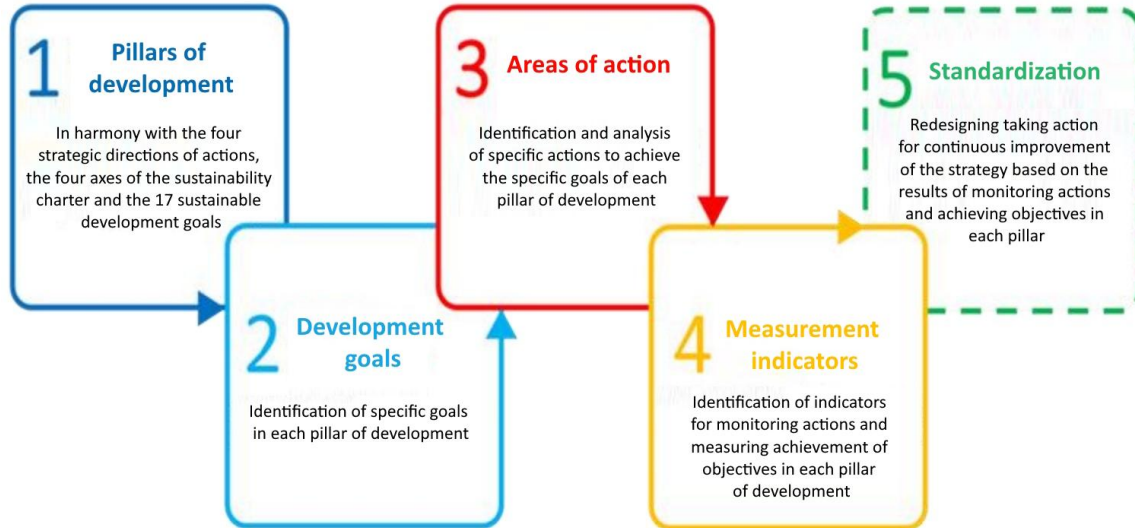 1
Pillars of
development
In harmony with the four
strategic directions of actions,
the four axes of the sustainability
charter and the 17 sustainable
development goals
2
Development
goals
Identification of specific goals
in each pillar of development
3
Areas of action
Identification and analysis
of specific actions to achieve
the specific goals of each
pillar of development
4
Measurement
indicators
Identification of indicators
for monitoring actions and
measuring achievement of
objectives in each pillar
of development
5
Standardization
Redesigning taking action
for continuous improvement
of the strategy based on the
results of monitoring actions
and achieving objectives in
each pillar